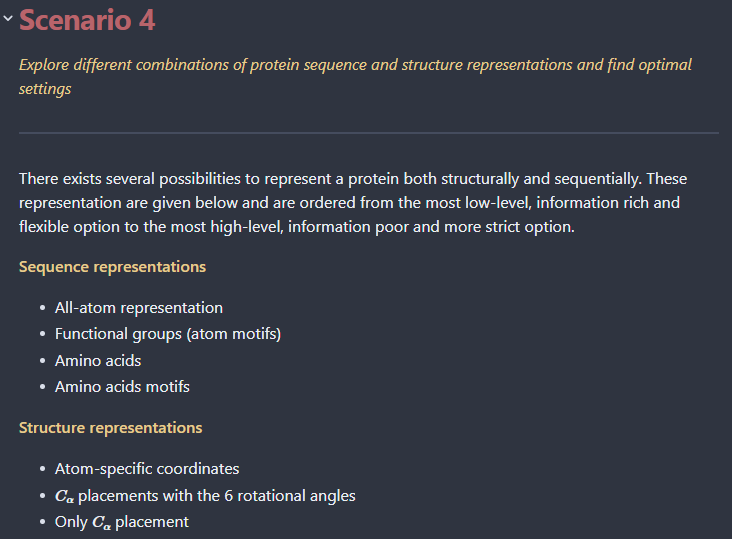 Scenario 4
Explore different combinations of protein sequence and structure representations and find optimal
settings
There exists several possibilities to represent a protein both structurally and sequentially. These
representation are given below and are ordered from the most low-level, information rich and
flexible option to the most high-level, information poor and more strict option.
Sequence representations
• All-atom representation
• Functional groups (atom motifs)
• Amino acids
• Amino acids motifs
Structure representations
• Atom-specific coordinates
• Cα placements with the 6 rotational angles
• Only Cα placement